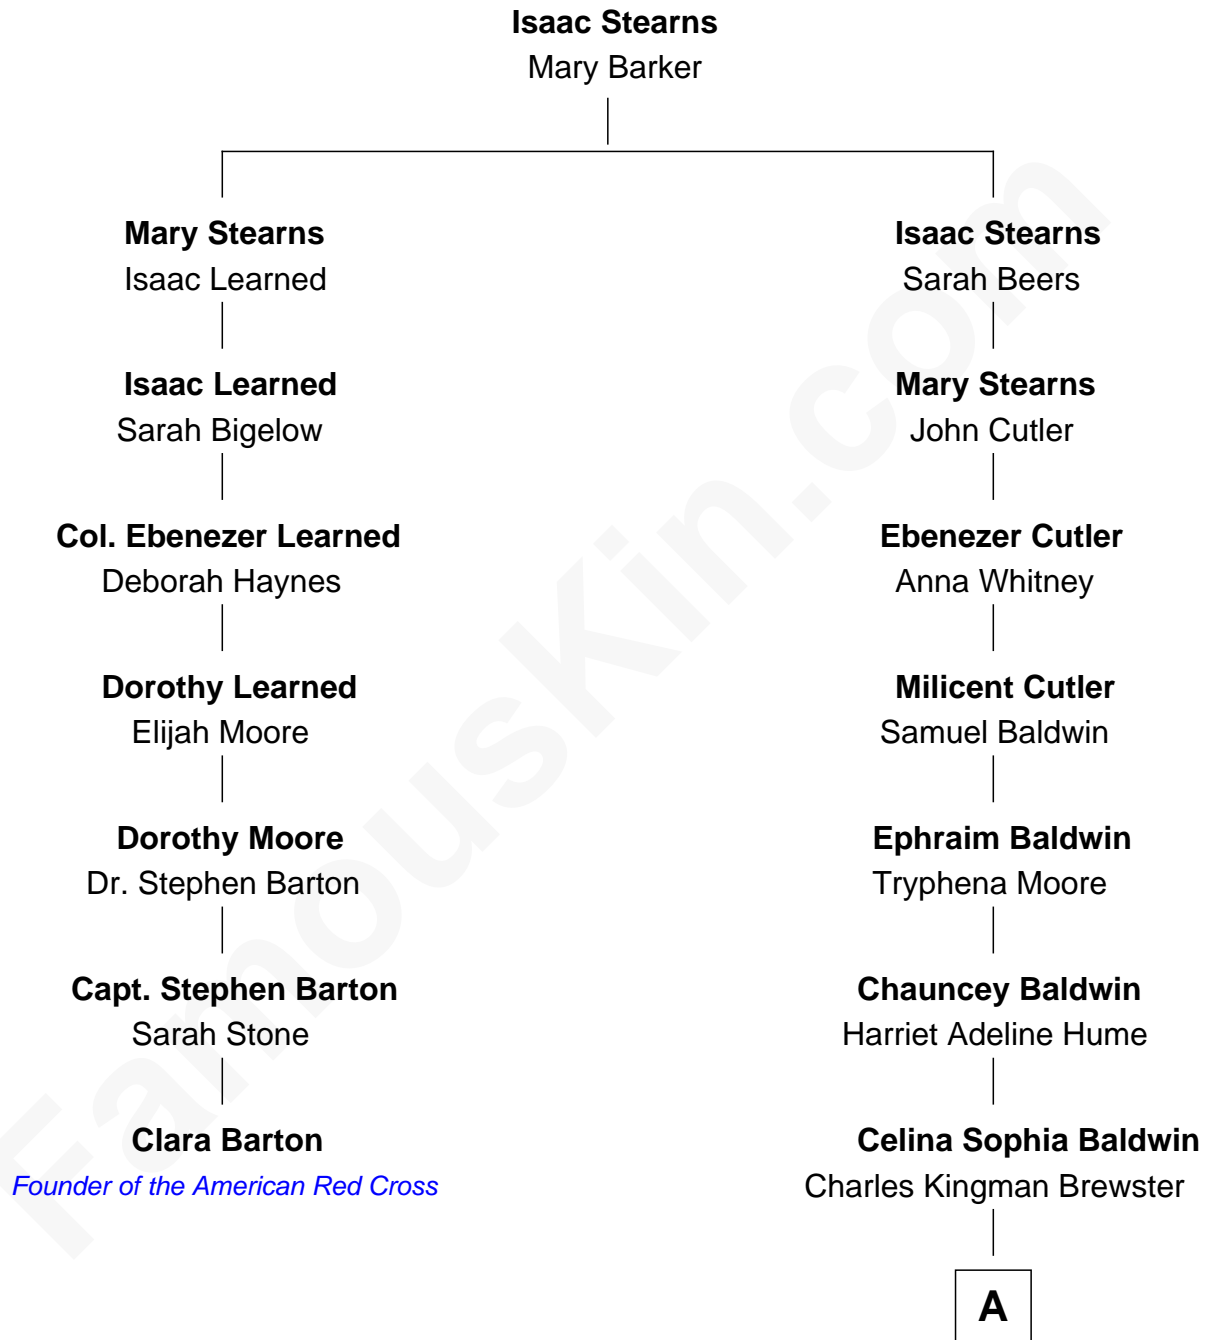 Isaac Stearns
Mary Barker
Mary Stearns
Isaac Learned
Isaac Learned
Sarah Bigelow
Col. Ebenezer Learned
Deborah Haynes
Dorothy Learned
Elijah Moore
Dorothy Moore
Dr. Stephen Barton
Capt. Stephen Barton
Sarah Stone
Clara Barton
Founder of the American Red Cross
Isaac Stearns
Sarah Beers
Mary Stearns
John Cutler
Ebenezer Cutler
Anna Whitney
Milicent Cutler
Samuel Baldwin
Ephraim Baldwin
Tryphena Moore
Chauncey Baldwin
Harriet Adeline Hume
Celina Sophia Baldwin
Charles Kingman Brewster
A
FamousKin.com